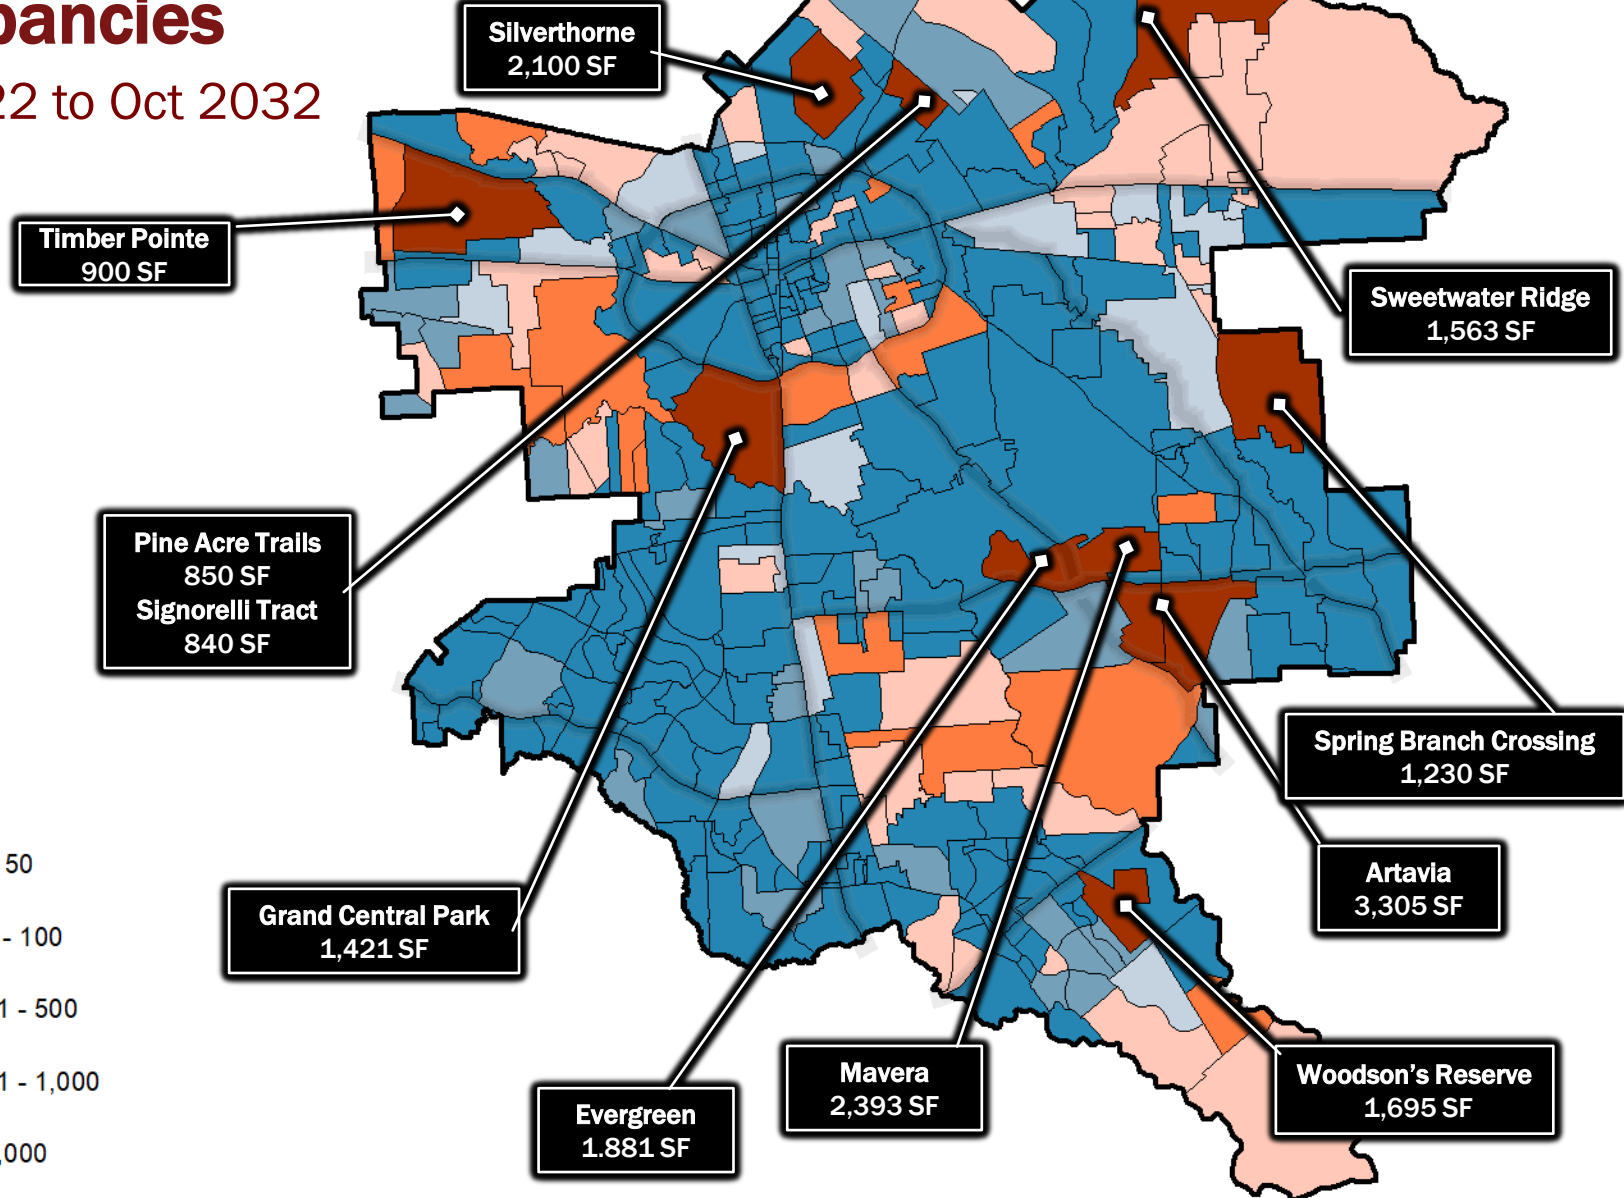 pancies
22 to Oct 2032
Silverthorne
2,100 SF
Timber Pointe
900 SF
Sweetwater Ridge
1,563 SF
Pine Acre Trails
850 SF
Signorelli Tract
840 SF
Spring Branch Crossing
1,230 SF
Artavia
3,305 SF
Grand Central Park
1,421 SF
Mavera
2,393 SF
Woodson's Reserve
1,695 SF
Evergreen
1.881 SF
50
- 100
1 - 500
1 - 1,000
,000